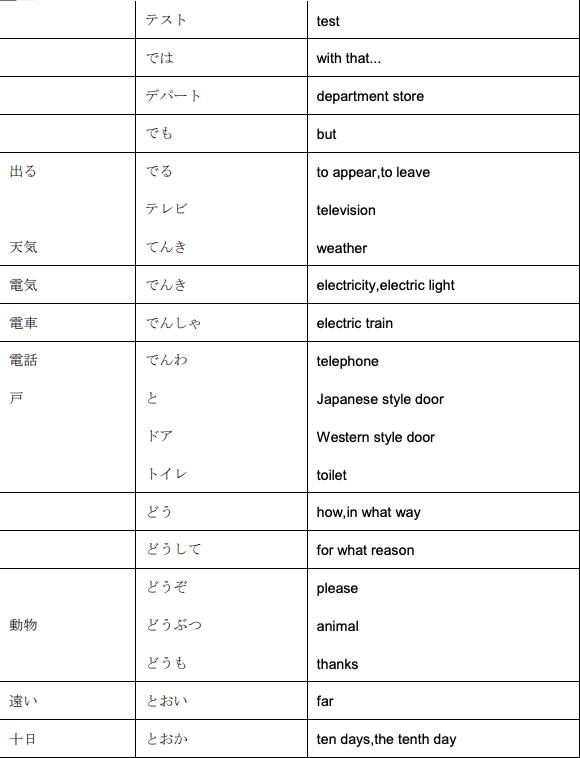 テスト test
では with that...
デパート department store
でも but
出る でる to appear,to leave
テレビ television
天気 てんき weather
電気 でんき electricity,electric light
電車 でんしゃ electric train
電話 でんわ telephone
戸 と Japanese style door
ドア Western style door
トイレ toilet
どう how,in what way
どうして for what reason
どうぞ please
動物 どうぶつ animal
どうも thanks
遠い とおい far
十日 とおか ten days,the tenth day